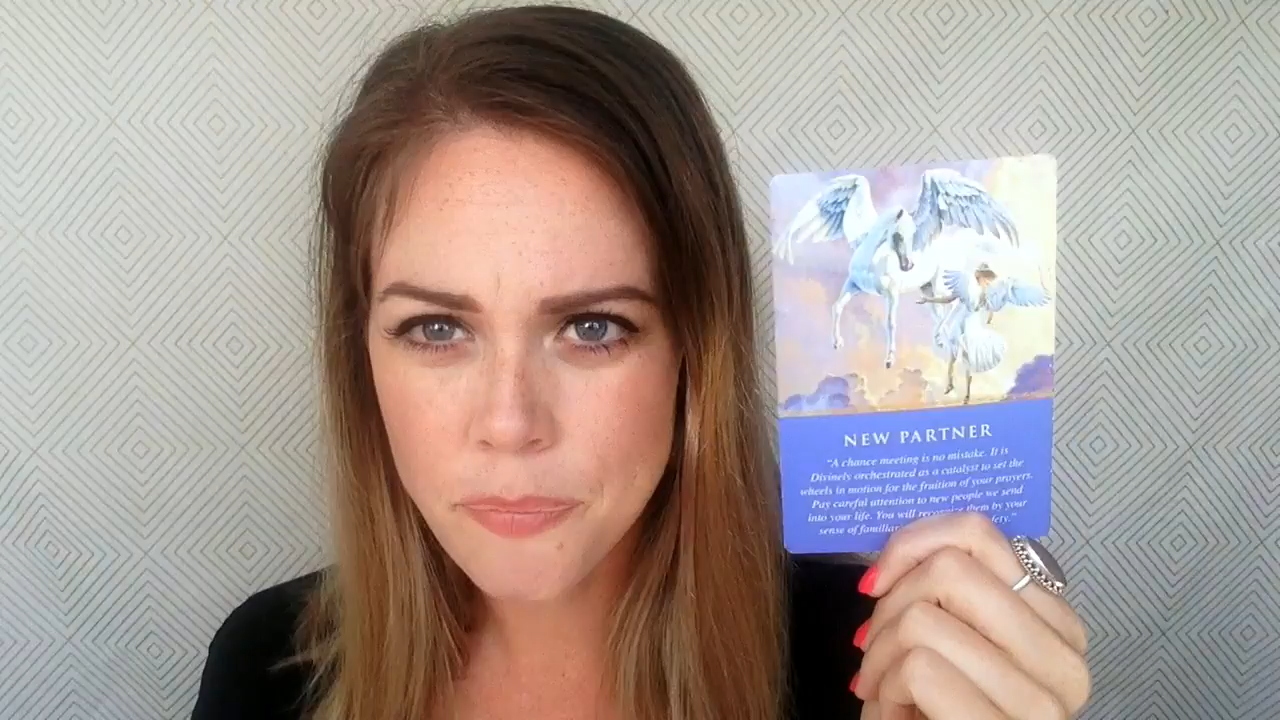 NEW PARTNER
"A chance meeting is no mistake. It is
Divinely orchestrated as a catalyst to set the
wheels in motion for the fruition of your prayers.
Pay careful attention to new people we send
into your life. You will recognize them by your
sense of